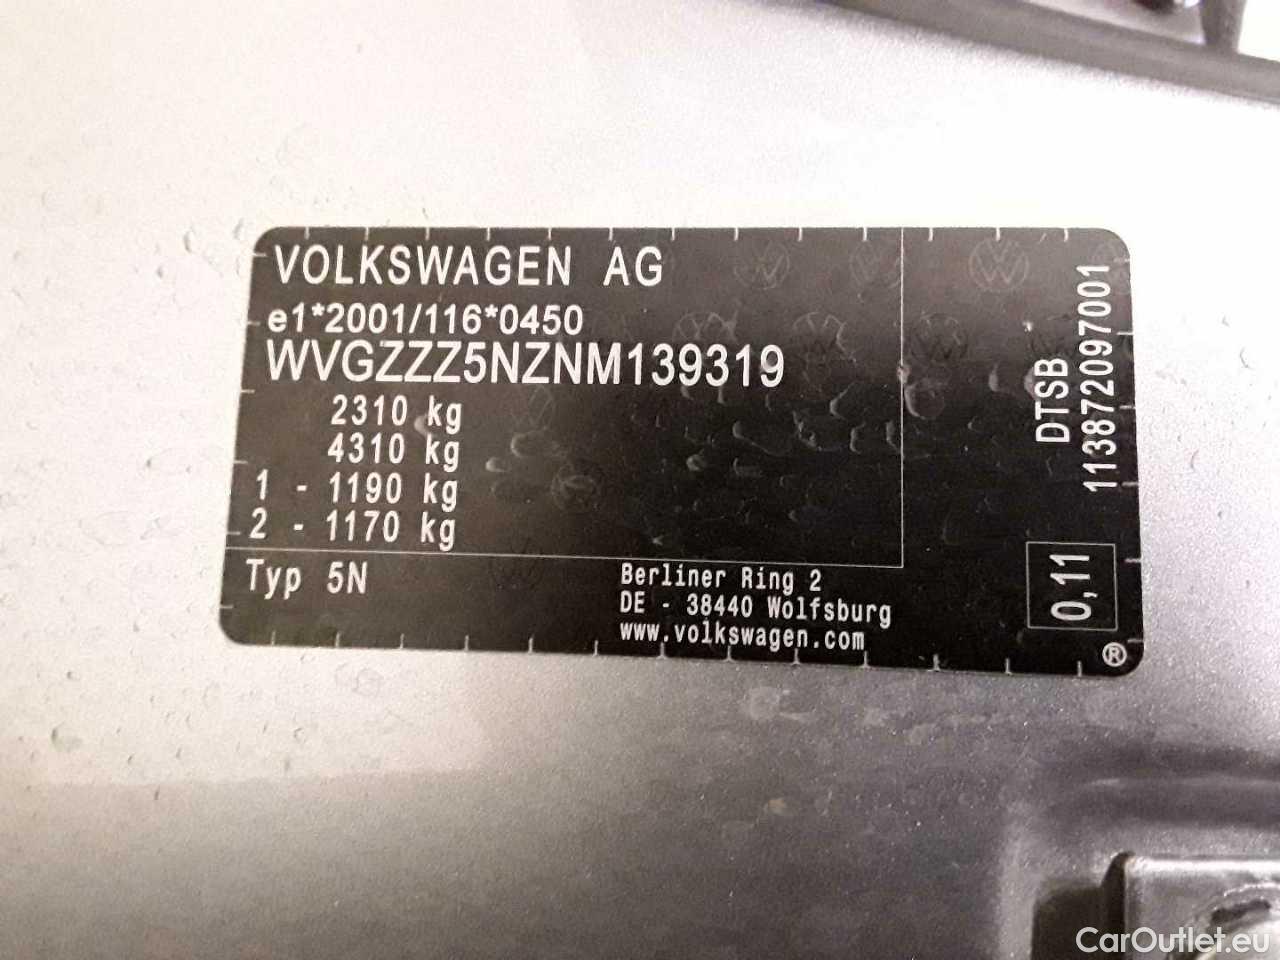 VOLKSWAGEN AG
e1*2001/116*0450
WVGZZZ5NZNM139319
2310 kg
4310 kg
1 - 1190 kg
2 - 1170 kg
Typ 5N
Berliner Ring 2
DE - 38440 Wolfsburg
www.volkswagen.com
DTSB
113872097001
0,11
®
CarOutlet.eu